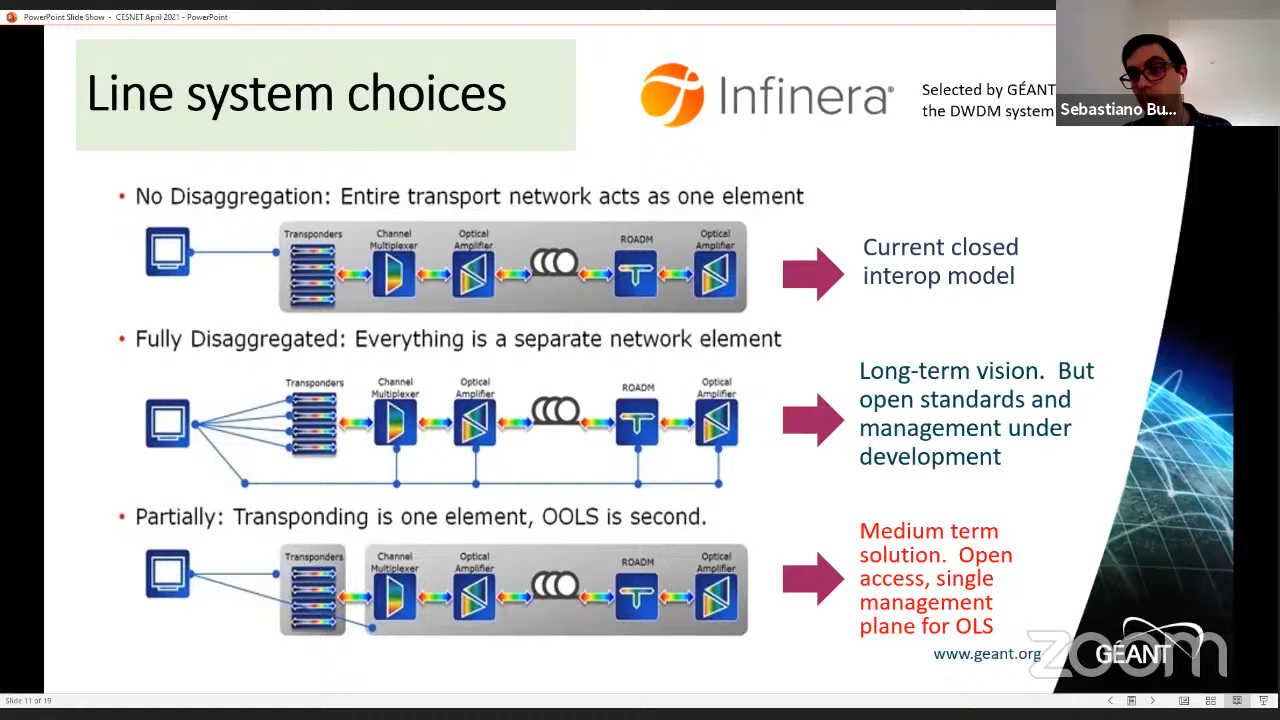 PowerPoint Slide Show - CESNET April 2021 - PowerPoint
Line system choices
Infinera
Selected by GÉANT
the DWDM system
Sebastiano Bu...
• No Disaggregation: Entire transport network acts as one element
Transponders
Channel
Multiplexer
Optical
Amplifier
ROADM
Optical
Amplifier
Current closed
interop model
• Fully Disaggregated: Everything is a separate network element
Transponders
Channel
Multiplexer
Optical
Amplifier
ROADM
Optical
Amplifier
Long-term vision. But
open standards and
management under
development
• Partially: Transponding is one element, OOLS is second.
Transponders
Channel
Multiplexer
Optical
Amplifier
ROADM
Optical
Amplifier
Medium term
solution. Open
access, single
management
plane for OLS
www.geant.org
zoom
GÉANT
Slide 11 of 19